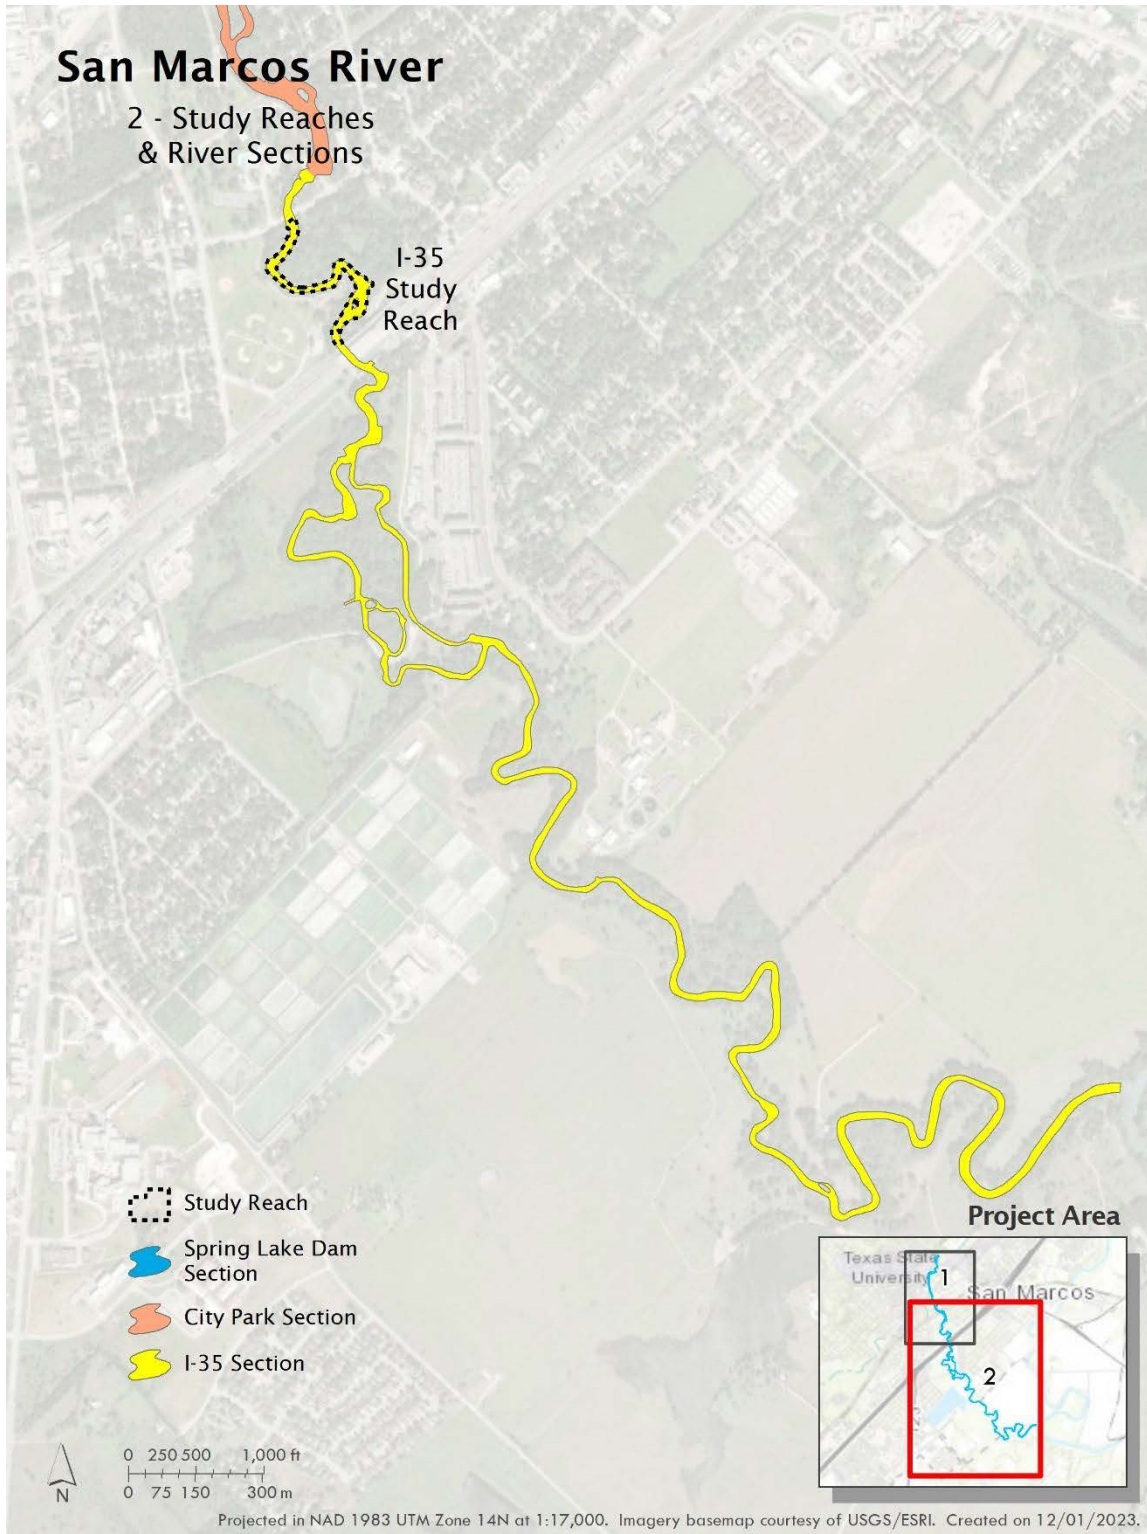 San Marcos River
2 - Study Reaches
& River Sections
I-35
Study
Reach
Study Reach
Spring Lake Dam
Section
City Park Section
I-35 Section
Project Area
Texas State
University
1
San Marcos
2
123
N
0 250 500 1,000 ft
0 75 150 300 m
Projected in NAD 1983 UTM Zone 14N at 1:17,000. Imagery basemap courtesy of USGS/ESRI. Created on 12/01/2023.